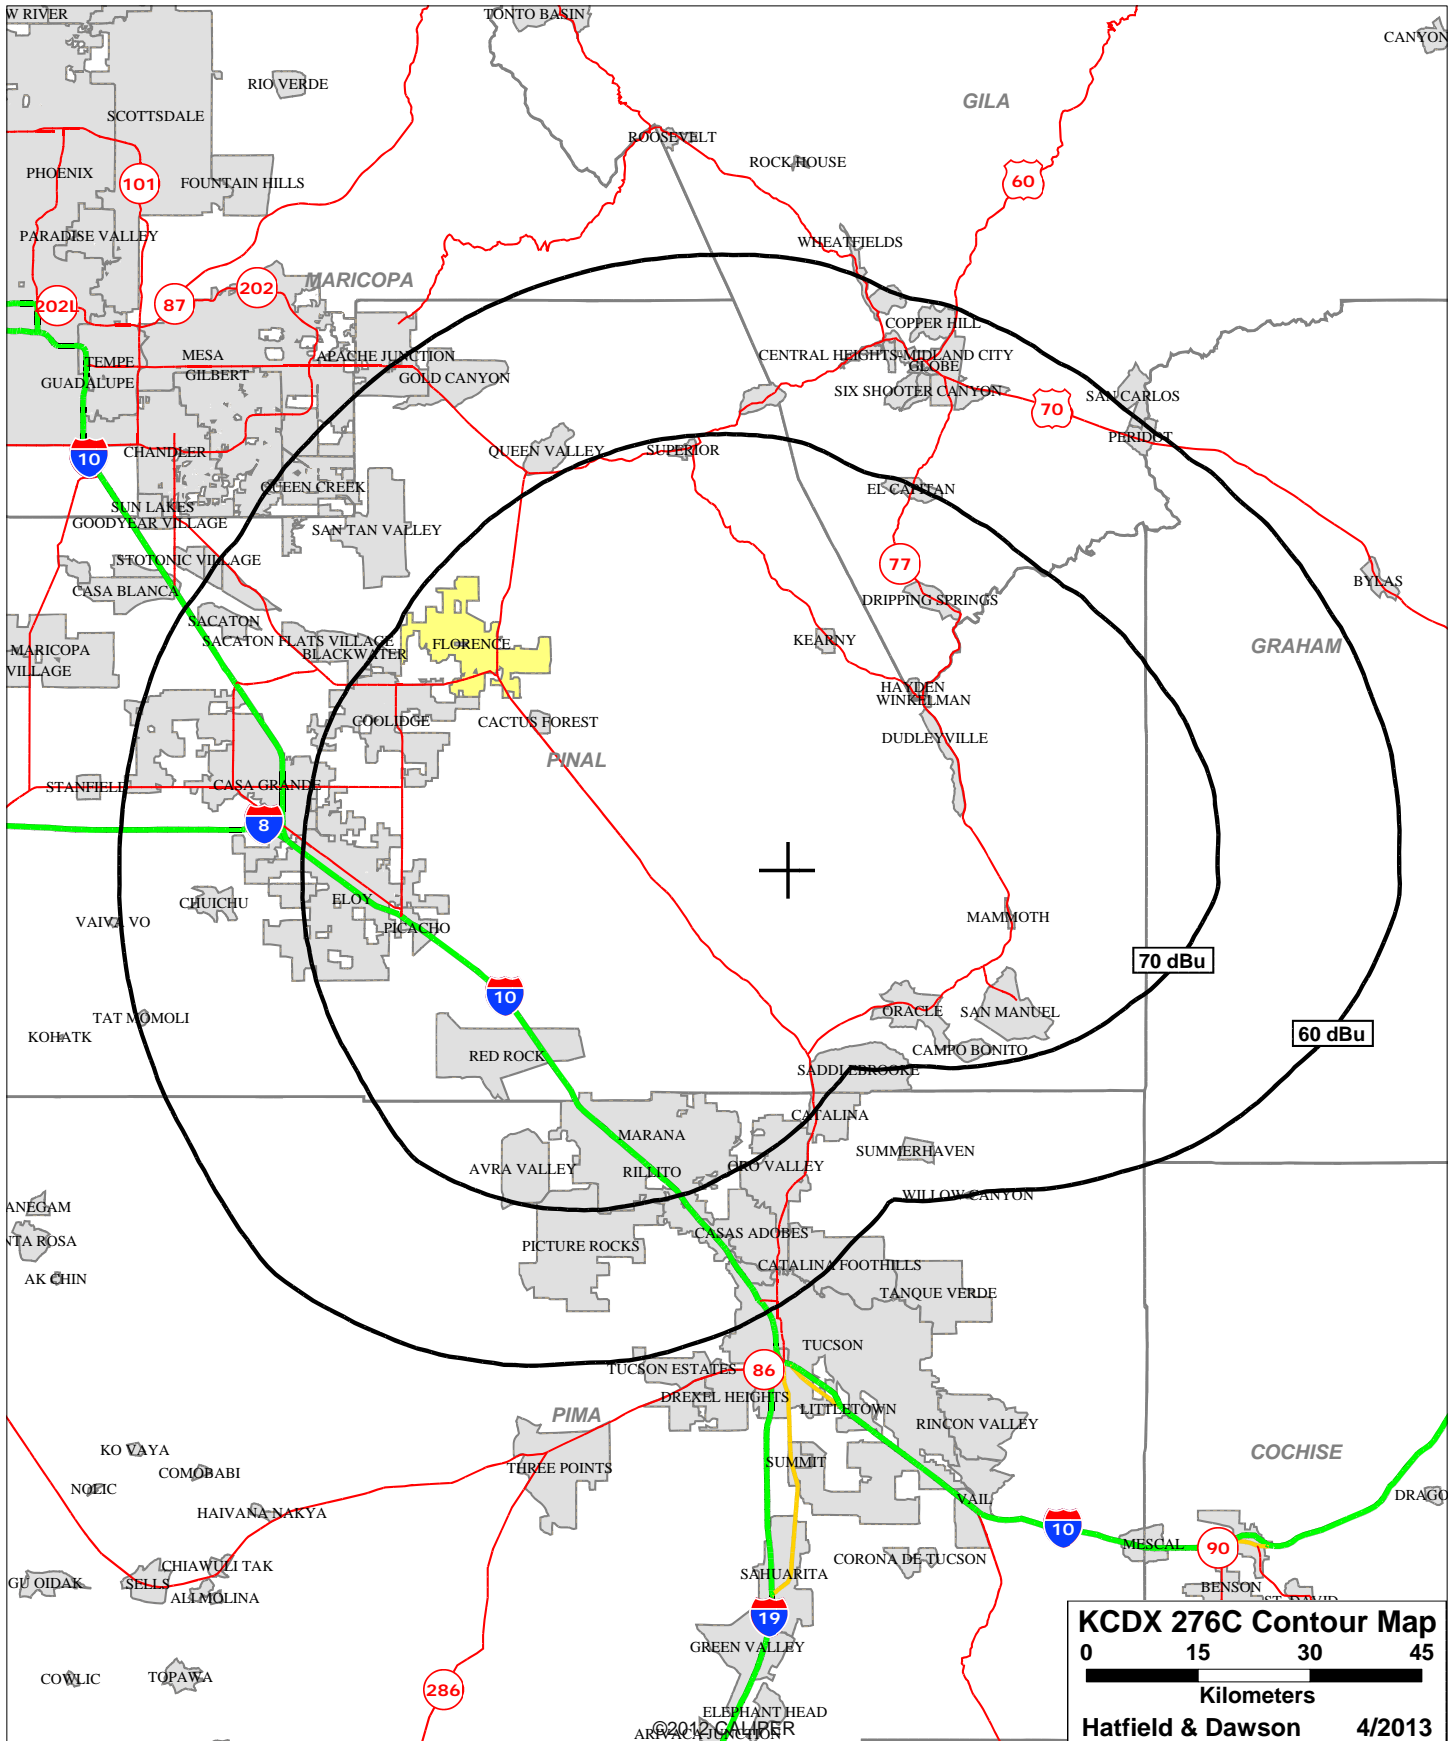 W RIVER
TONTO BASIN
CANYON
RIO VERDE
GILA
SCOTTSDALE
ROOSEVELT
ROCK HOUSE
PHOENIX
101
FOUNTAIN HILLS
60
PARADISE VALLEY
WHEATFIELDS
MARICOPA
202L
87
202
COPPER HILL
TEMPE
MESA
APACHE JUNCTION
CENTRAL HEIGHTS-MIDLAND CITY
GUADALUPE
GILBERT
GOLD CANYON
GLOBE
SIX SHOOTER CANYON
SAN CARLOS
70
PERIDOT
10
CHANDLER
QUEEN VALLEY
SUPERIOR
QUEEN CREEK
EL CAPITAN
SUN LAKES
GOODYEAR VILLAGE
SAN TAN VALLEY
STOTONIC VILLAGE
77
CASA BLANCA
BYLAS
DRIPPING SPRINGS
SACATON
SACATON FLATS VILLAGE
FLORENCE
KEARNY
MARICOPA
VILLAGE
BLACKWATER
GRAHAM
HAYDEN
WINKELMAN
COOLIDGE
CACTUS FOREST
DUDLEYVILLE
PINAL
STANFIELD
CASA GRANDE
8
CHUICHU
ELOY
VAIVA VO
PICACHO
MAMMOTH
70 dBu
10
TAT MOMOLI
ORACLE
SAN MANUEL
KOHATK
60 dBu
RED ROCK
CAMPO BONITO
SADDLEBROOKE
CATALINA
MARANA
SUMMERHAVEN
AVRA VALLEY
RILLITO
ORO VALLEY
WILLOW CANYON
ANEGAM
NTA ROSA
CASAS ADOBES
PICTURE ROCKS
AK CHIN
CATALINA FOOTHILLS
TANQUE VERDE
TUCSON
TUCSON ESTATES
86
DREXEL HEIGHTS
LITTLETOWN
PIMA
RINCON VALLEY
KO VAYA
COCHISE
COMOBABI
THREE POINTS
SUMMIT
NOLIC
VAIL
DRAGO
HAIVANA NAKYA
10
MESCAL
90
CHIAWULI TAK
CORONA DE TUCSON
GU OIDAK
SELLS
SAHUARITA
BENSON
ALI MOLINA
ST. DAVID
19
GREEN VALLEY
COWLIC
TOPAWA
286
ELEPHANT HEAD
©2012 CALIPER
ARIVACA JUNCTION
KCDX 276C Contour Map
0 15 30 45
Kilometers
Hatfield & Dawson 4/2013